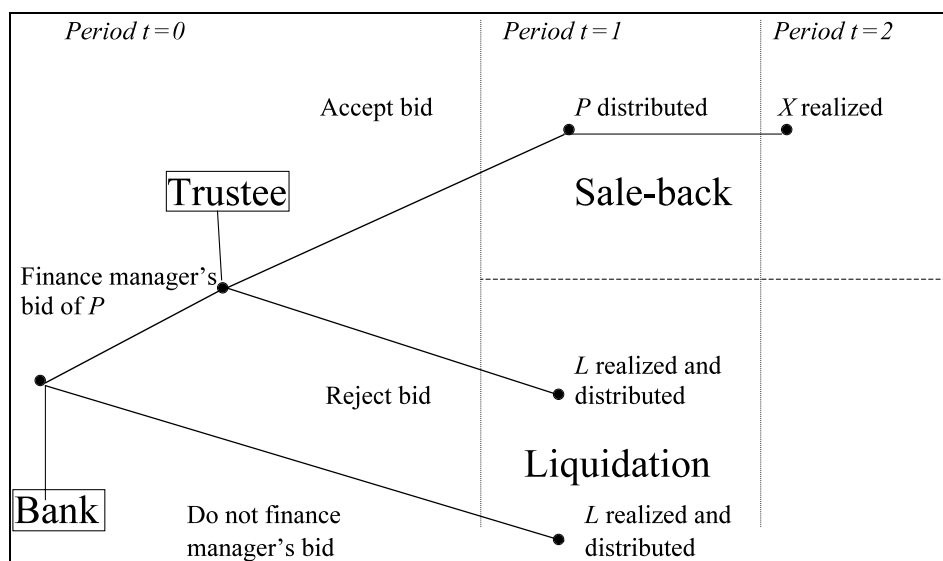 Period t=0
Period t=1
Period t=2
Accept bid
P distributed
X realized
Trustee
Sale-back
Finance manager's
bid of P
L realized and
distributed
Reject bid
Liquidation
Bank
Do not finance
manager's bid
L realized and
distributed